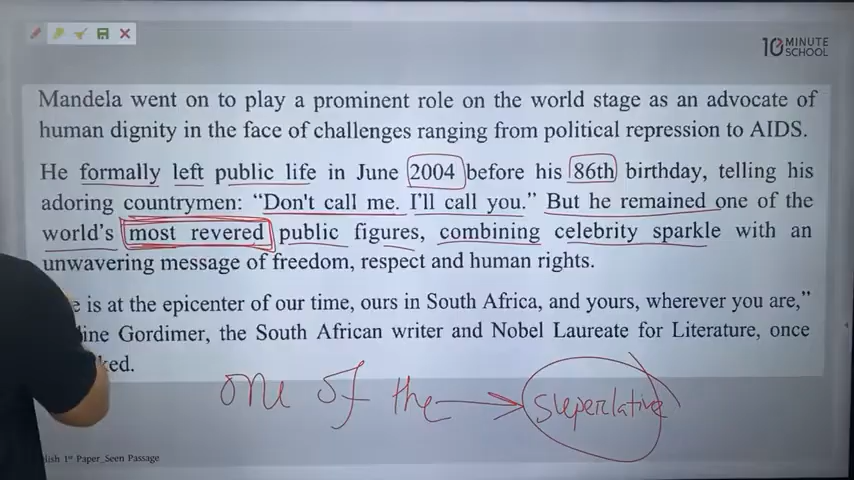 10 MINUTE SCHOOL
Mandela went on to play a prominent role on the world stage as an advocate of
human dignity in the face of challenges ranging from political repression to AIDS.
He formally left public life in June 2004 before his 86th birthday, telling his
adoring countrymen: “Don't call me. I'll call you.” But he remained one of the
world's most revered public figures, combining celebrity sparkle with an
unwavering message of freedom, respect and human rights.
is at the epicenter of our time, ours in South Africa, and yours, wherever you are,”
Gordimer, the South African writer and Nobel Laureate for Literature, once
one of the → superlative
1st Paper_Seen Passage